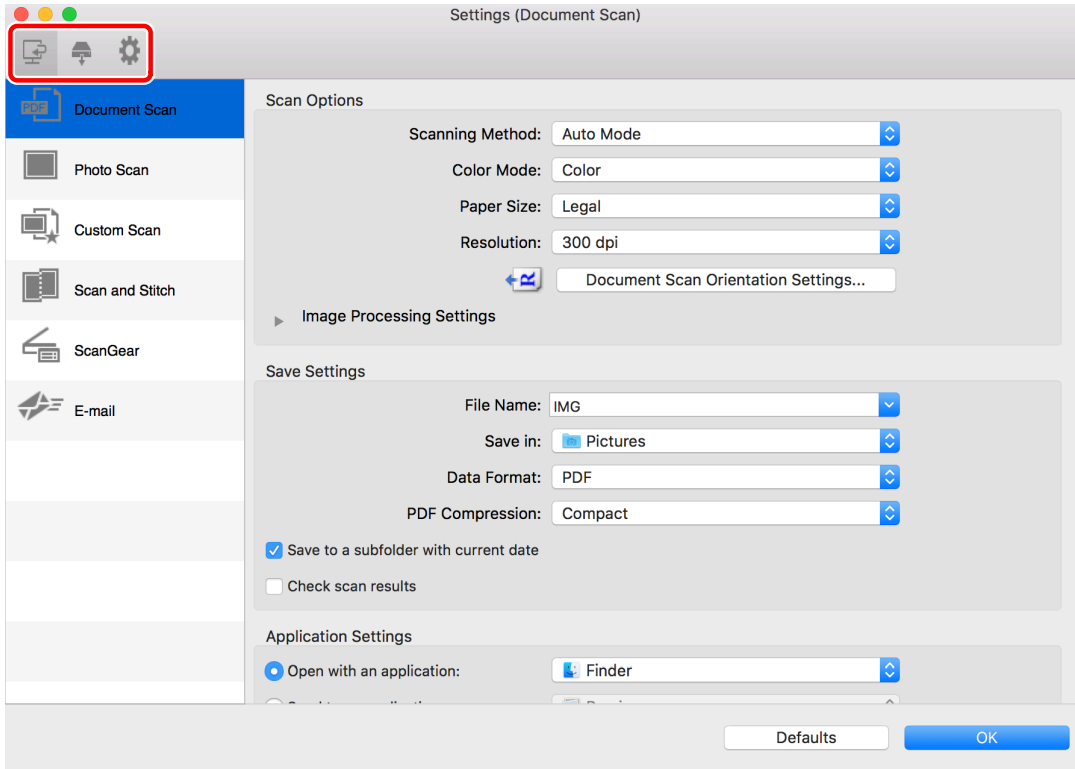 Settings (Document Scan)
PDF
Document Scan
Photo Scan
Custom Scan
Scan and Stitch
ScanGear
E-mail
Scan Options
Scanning Method: Auto Mode
Color Mode: Color
Paper Size: Legal
Resolution: 300 dpi
R Document Scan Orientation Settings...
Image Processing Settings
Save Settings
File Name: IMG
Save in: Pictures
Data Format: PDF
PDF Compression: Compact
Save to a subfolder with current date
Check scan results
Application Settings
Open with an application: Finder
Defaults OK